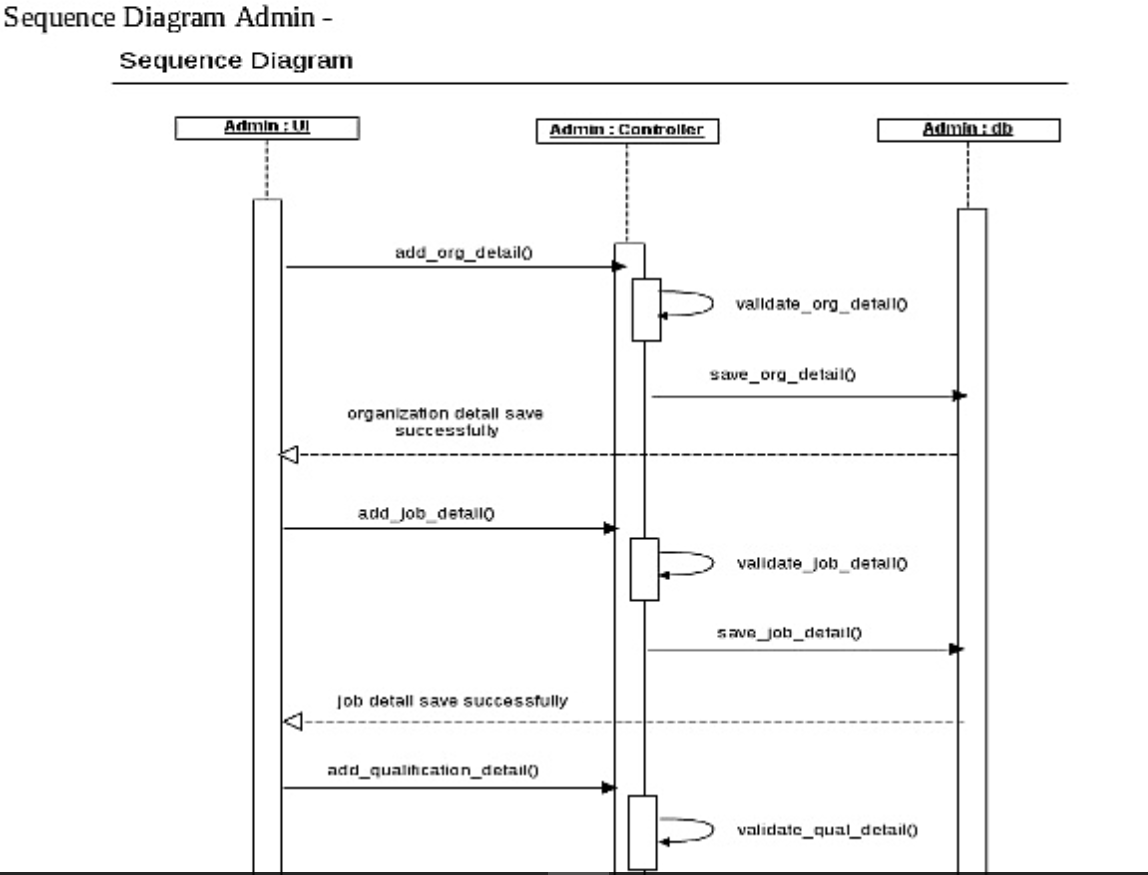 Sequence Diagram Admin -
Sequence Diagram
Admin : UI
Admin : Controller
Admin : db
add_org_detail()
validate_org_detail()
save_org_detail()
organization detail save
successfully
add_job_detail()
validate_job_detail()
save_job_detail()
job detail save successfully
add_qualification_detail()
validate_qual_detail()